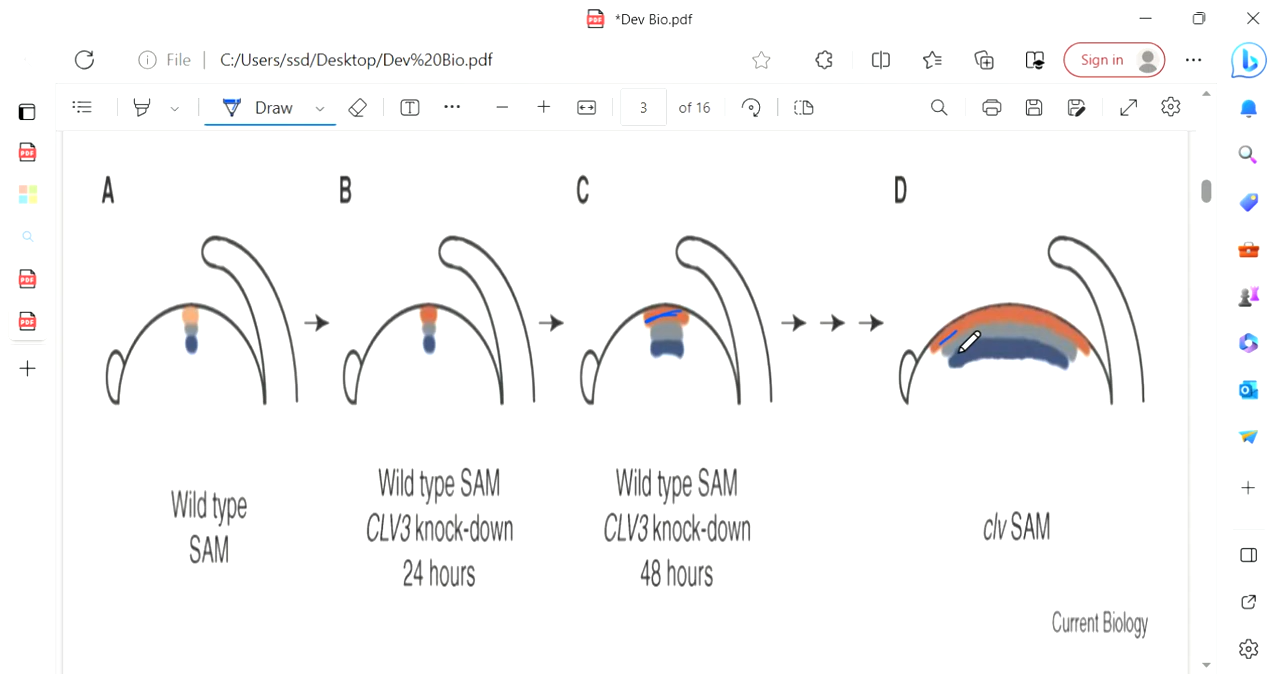 *Dev Bio.pdf
File
C:/Users/ssd/Desktop/Dev%20Bio.pdf
Sign in
Draw
3 of 16
A B C D
Wild type
SAM
Wild type SAM
CLV3 knock-down
24 hours
Wild type SAM
CLV3 knock-down
48 hours
clv SAM
Current Biology